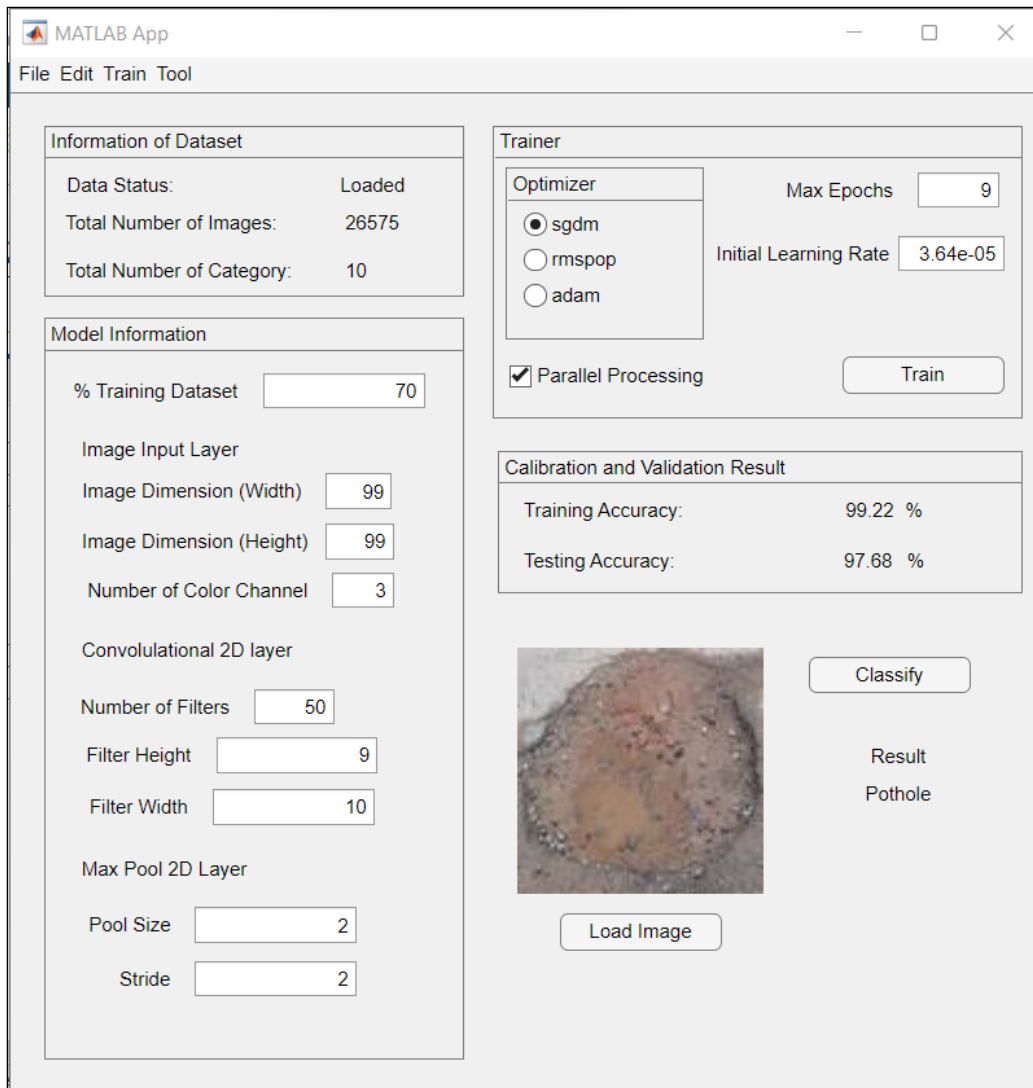 MATLAB App
File Edit Train Tool
Information of Dataset
Data Status: Loaded
Total Number of Images: 26575
Total Number of Category: 10
Model Information
% Training Dataset 70
Image Input Layer
Image Dimension (Width) 99
Image Dimension (Height) 99
Number of Color Channel 3
Convolulational 2D layer
Number of Filters 50
Filter Height 9
Filter Width 10
Max Pool 2D Layer
Pool Size 2
Stride 2
Trainer
Optimizer
sgdm
rmspop
adam
Max Epochs 9
Initial Learning Rate 3.64e-05
Parallel Processing
Train
Calibration and Validation Result
Training Accuracy: 99.22 %
Testing Accuracy: 97.68 %
Classify
Result
Pothole
Load Image